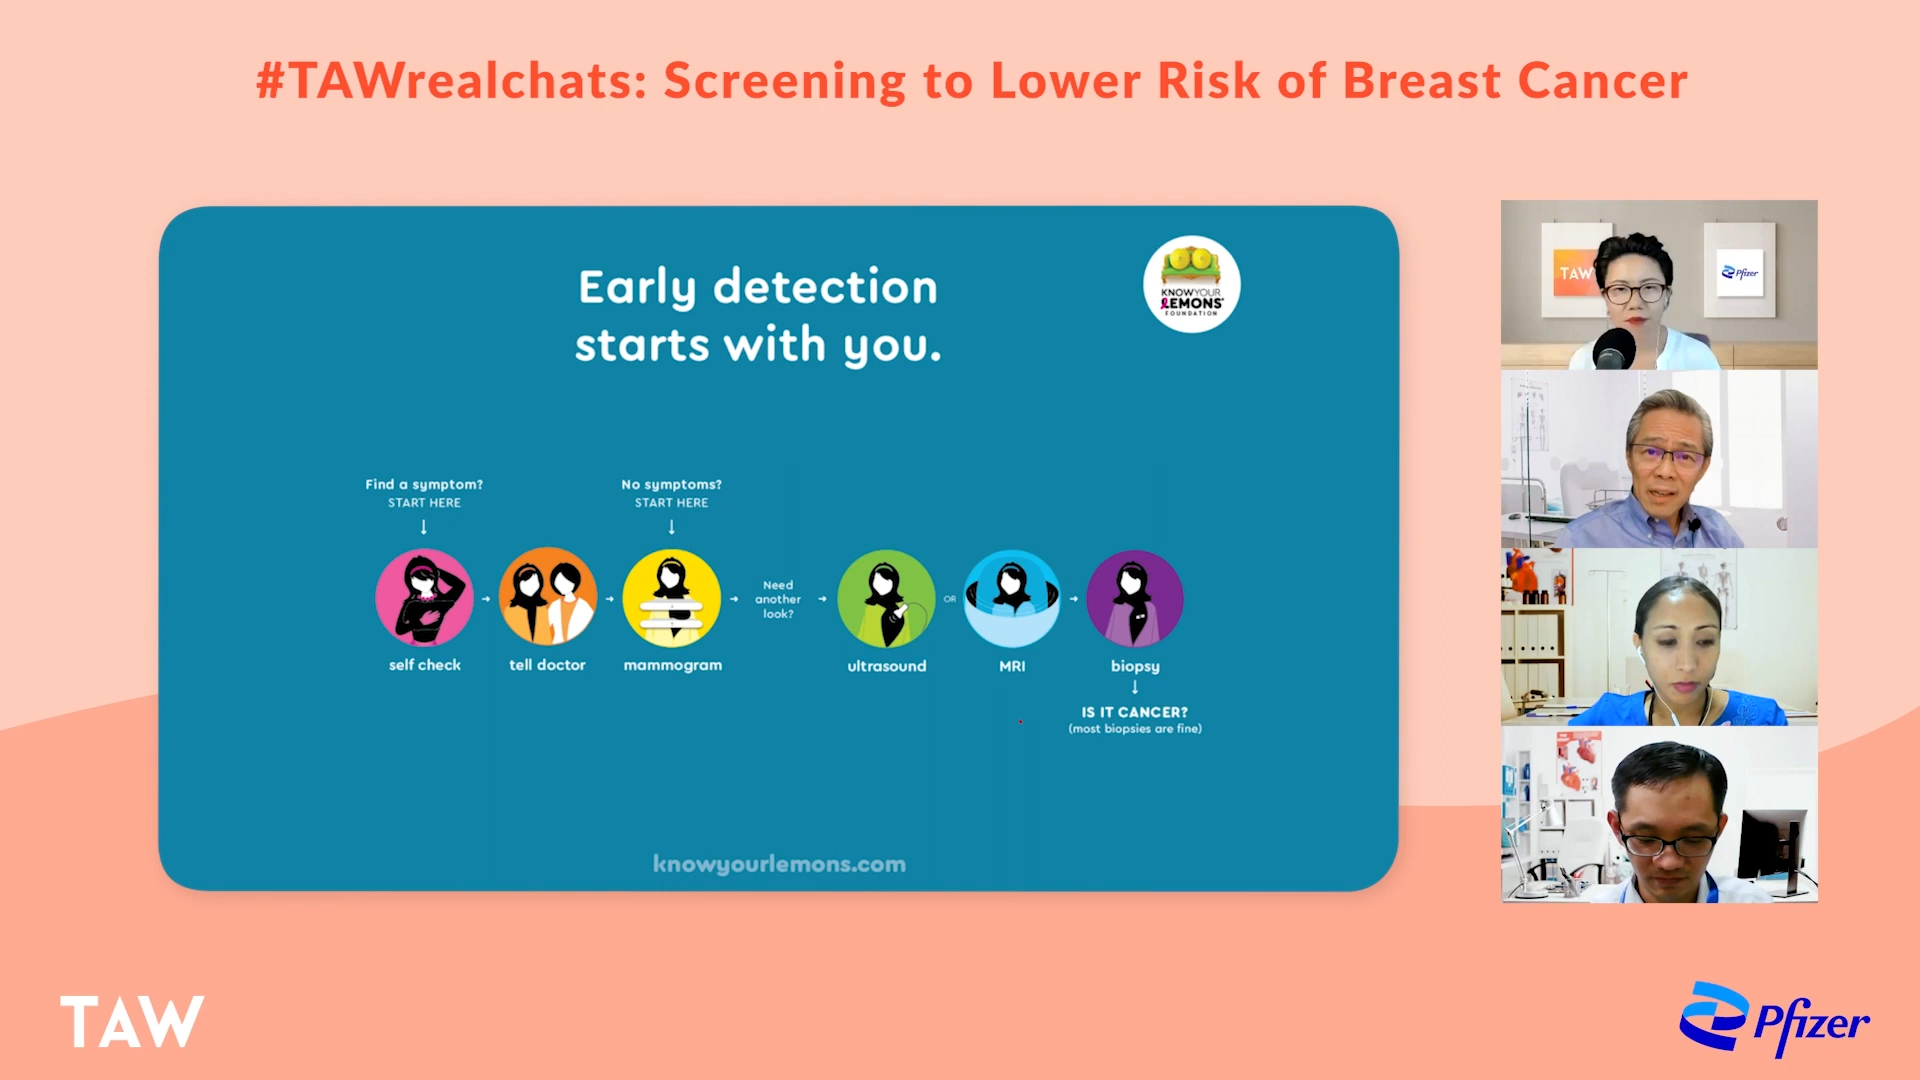 #TAWrealchats: Screening to Lower Risk of Breast Cancer
Early detection
starts with you.
KNOWYOUR
LEMONS®
FOUNDATION
Find a symptom?
START HERE
No symptoms?
START HERE
Need
another
look?
OR
self check
tell doctor
mammogram
ultrasound
MRI
biopsy
IS IT CANCER?
(most biopsies are fine)
knowyourlemons.com
TAW
Pfizer
TAW
Pfizer